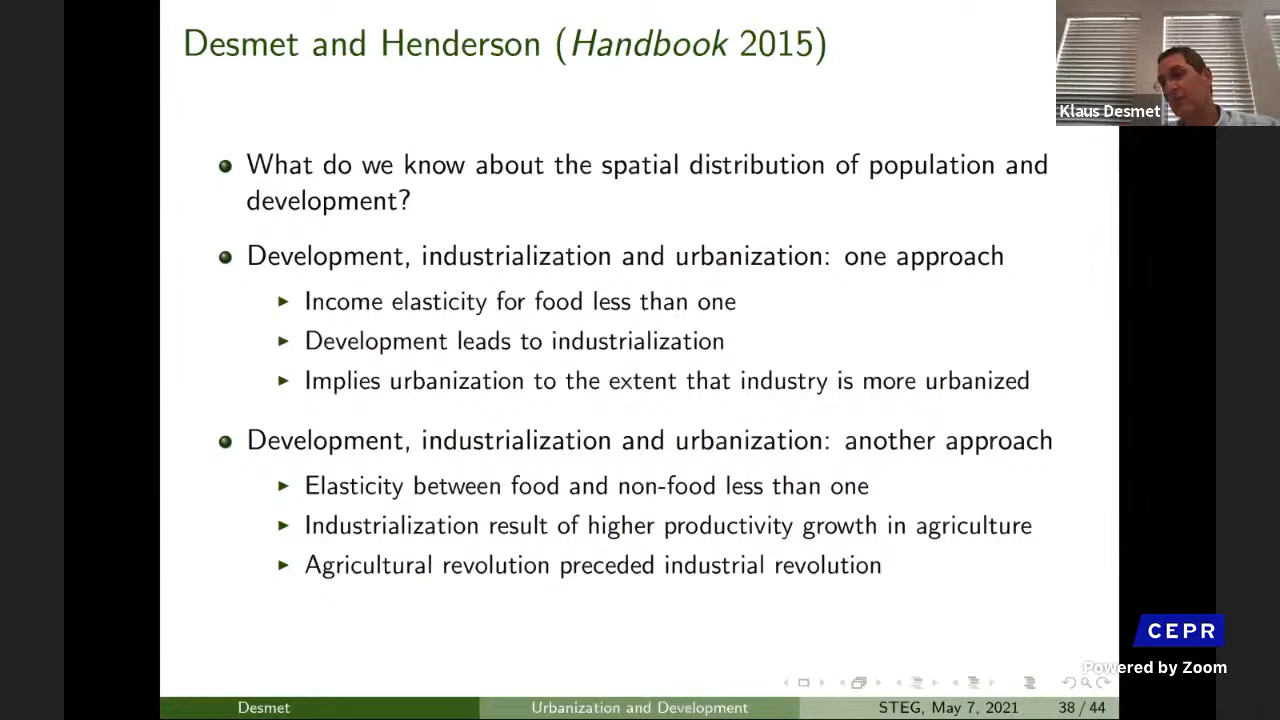 Desmet and Henderson (Handbook 2015)
Klaus Desmet
What do we know about the spatial distribution of population and
development?
Development, industrialization and urbanization: one approach
Income elasticity for food less than one
Development leads to industrialization
Implies urbanization to the extent that industry is more urbanized
Development, industrialization and urbanization: another approach
Elasticity between food and non-food less than one
Industrialization result of higher productivity growth in agriculture
Agricultural revolution preceded industrial revolution
CEPR
Powered by Zoom
Desmet Urbanization and Development STEG, May 7, 2021 38 / 44